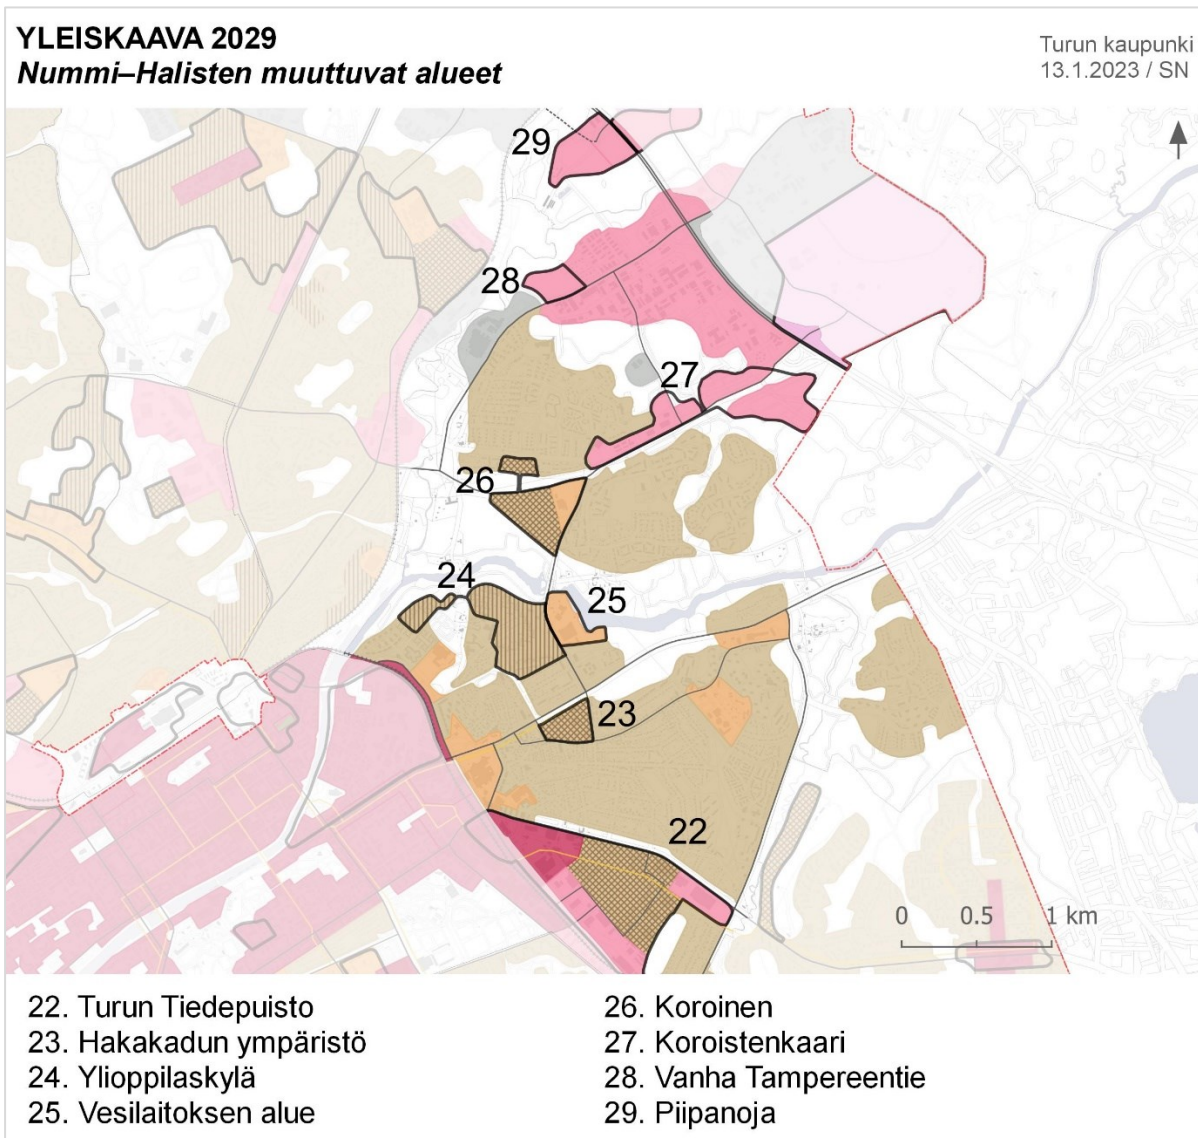 YLEISKAAVA 2029
Nummi–Halisten muuttuvat alueet
Turun kaupunki
13.1.2023 / SN
29
28
27
26
24
25
23
22
0 0.5 1 km
22. Turun Tiedepuisto
23. Hakakadun ympäristö
24. Ylioppilaskylä
25. Vesilaitoksen alue
26. Koroinen
27. Koroistenkaari
28. Vanha Tampereentie
29. Piipanoja